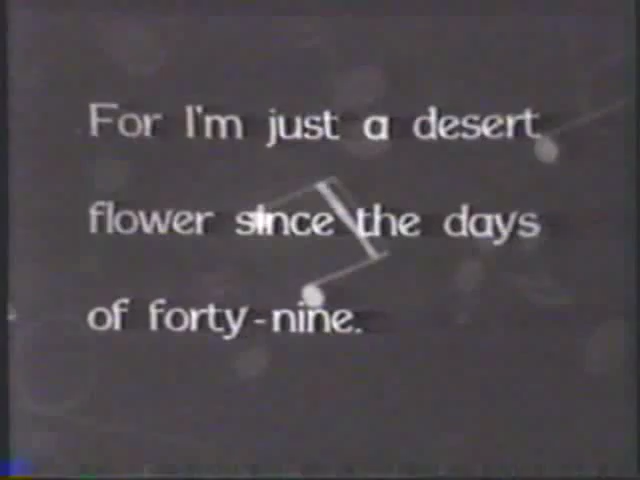 For I'm just a desert
flower since the days
of forty-nine.